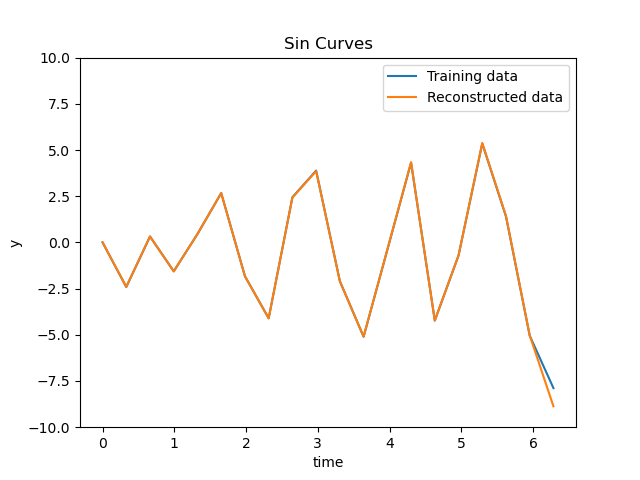 Sin Curves
Training data
Reconstructed data
10.0
7.5
5.0
2.5
0.0
−2.5
−5.0
−7.5
−10.0
y
0 1 2 3 4 5 6
time